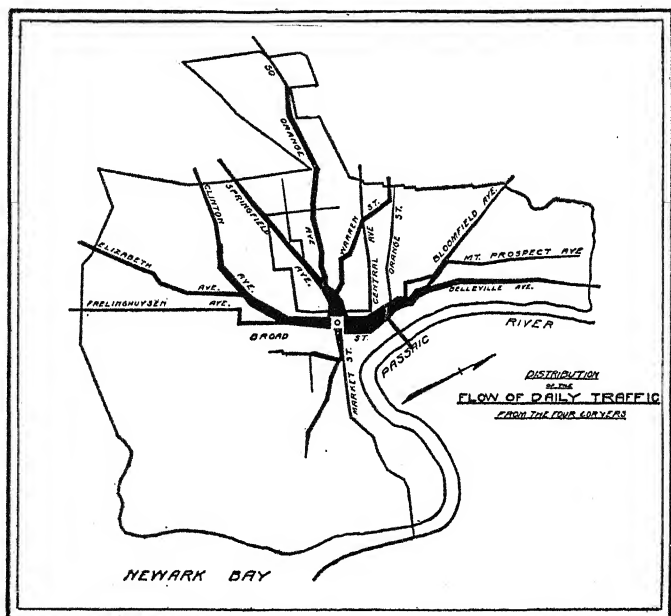 SO
ORANGE
AVE
CLINTON
AVE.
SPRINGFIELD
AVE.
WARREN ST.
CENTRAL AVE
ORANGE ST.
BLOOMFIELD AVE.
MT. PROSPECT AVE
BELLEVILLE AVE.
ELIZABETH
AVE.
FRELINGHUYSEN
AVE.
BROAD
ST.
MARKET ST.
PASSAIC
RIVER
DISTRIBUTION
OF THE
FLOW OF DAILY TRAFFIC
FROM THE FOUR CORNERS
NEWARK BAY